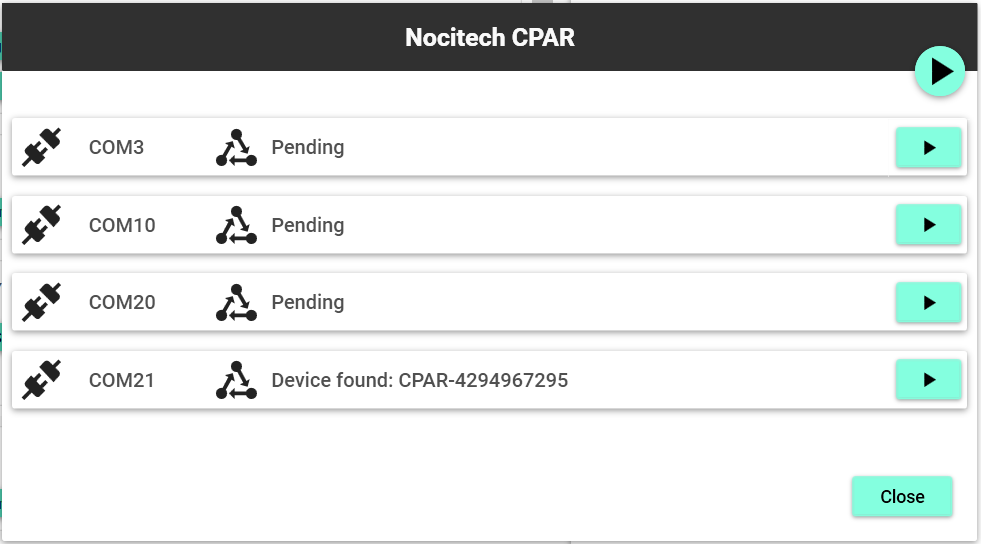 Nocitech CPAR
COM3 Pending
COM10 Pending
COM20 Pending
COM21 Device found: CPAR-4294967295
Close